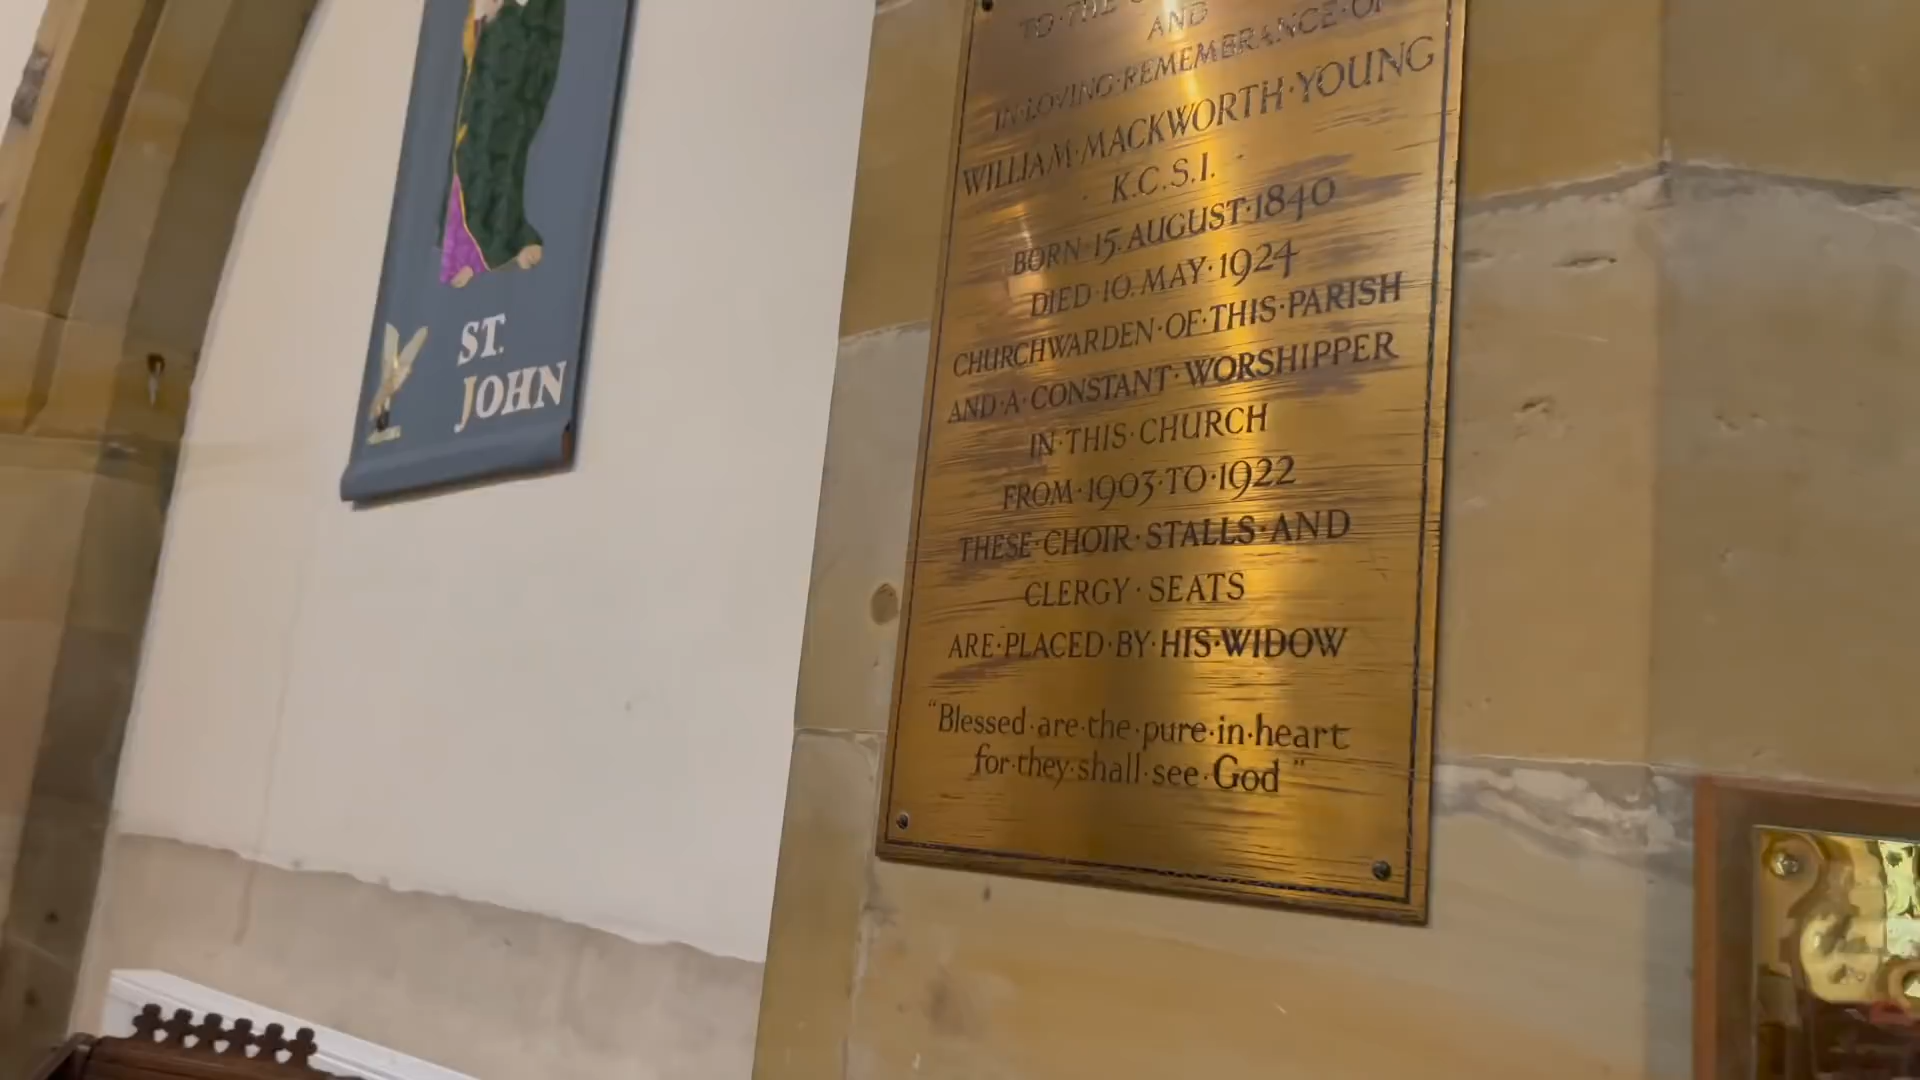 ST.
JOHN
TO·THE
AND
IN·LOVING·REMEMBRANCE·OF
WILLIAM·MACKWORTH·YOUNG
K.C.S.I.
BORN·15·AUGUST·1840
DIED·10·MAY·1924
CHURCHWARDEN·OF·THIS·PARISH
AND·A·CONSTANT·WORSHIPPER
IN·THIS·CHURCH
FROM·1903·TO·1922
THESE·CHOIR·STALLS·AND
CLERGY·SEATS
ARE·PLACED·BY·HIS·WIDOW
"Blessed·are·the·pure·in·heart
for·they·shall·see·God"